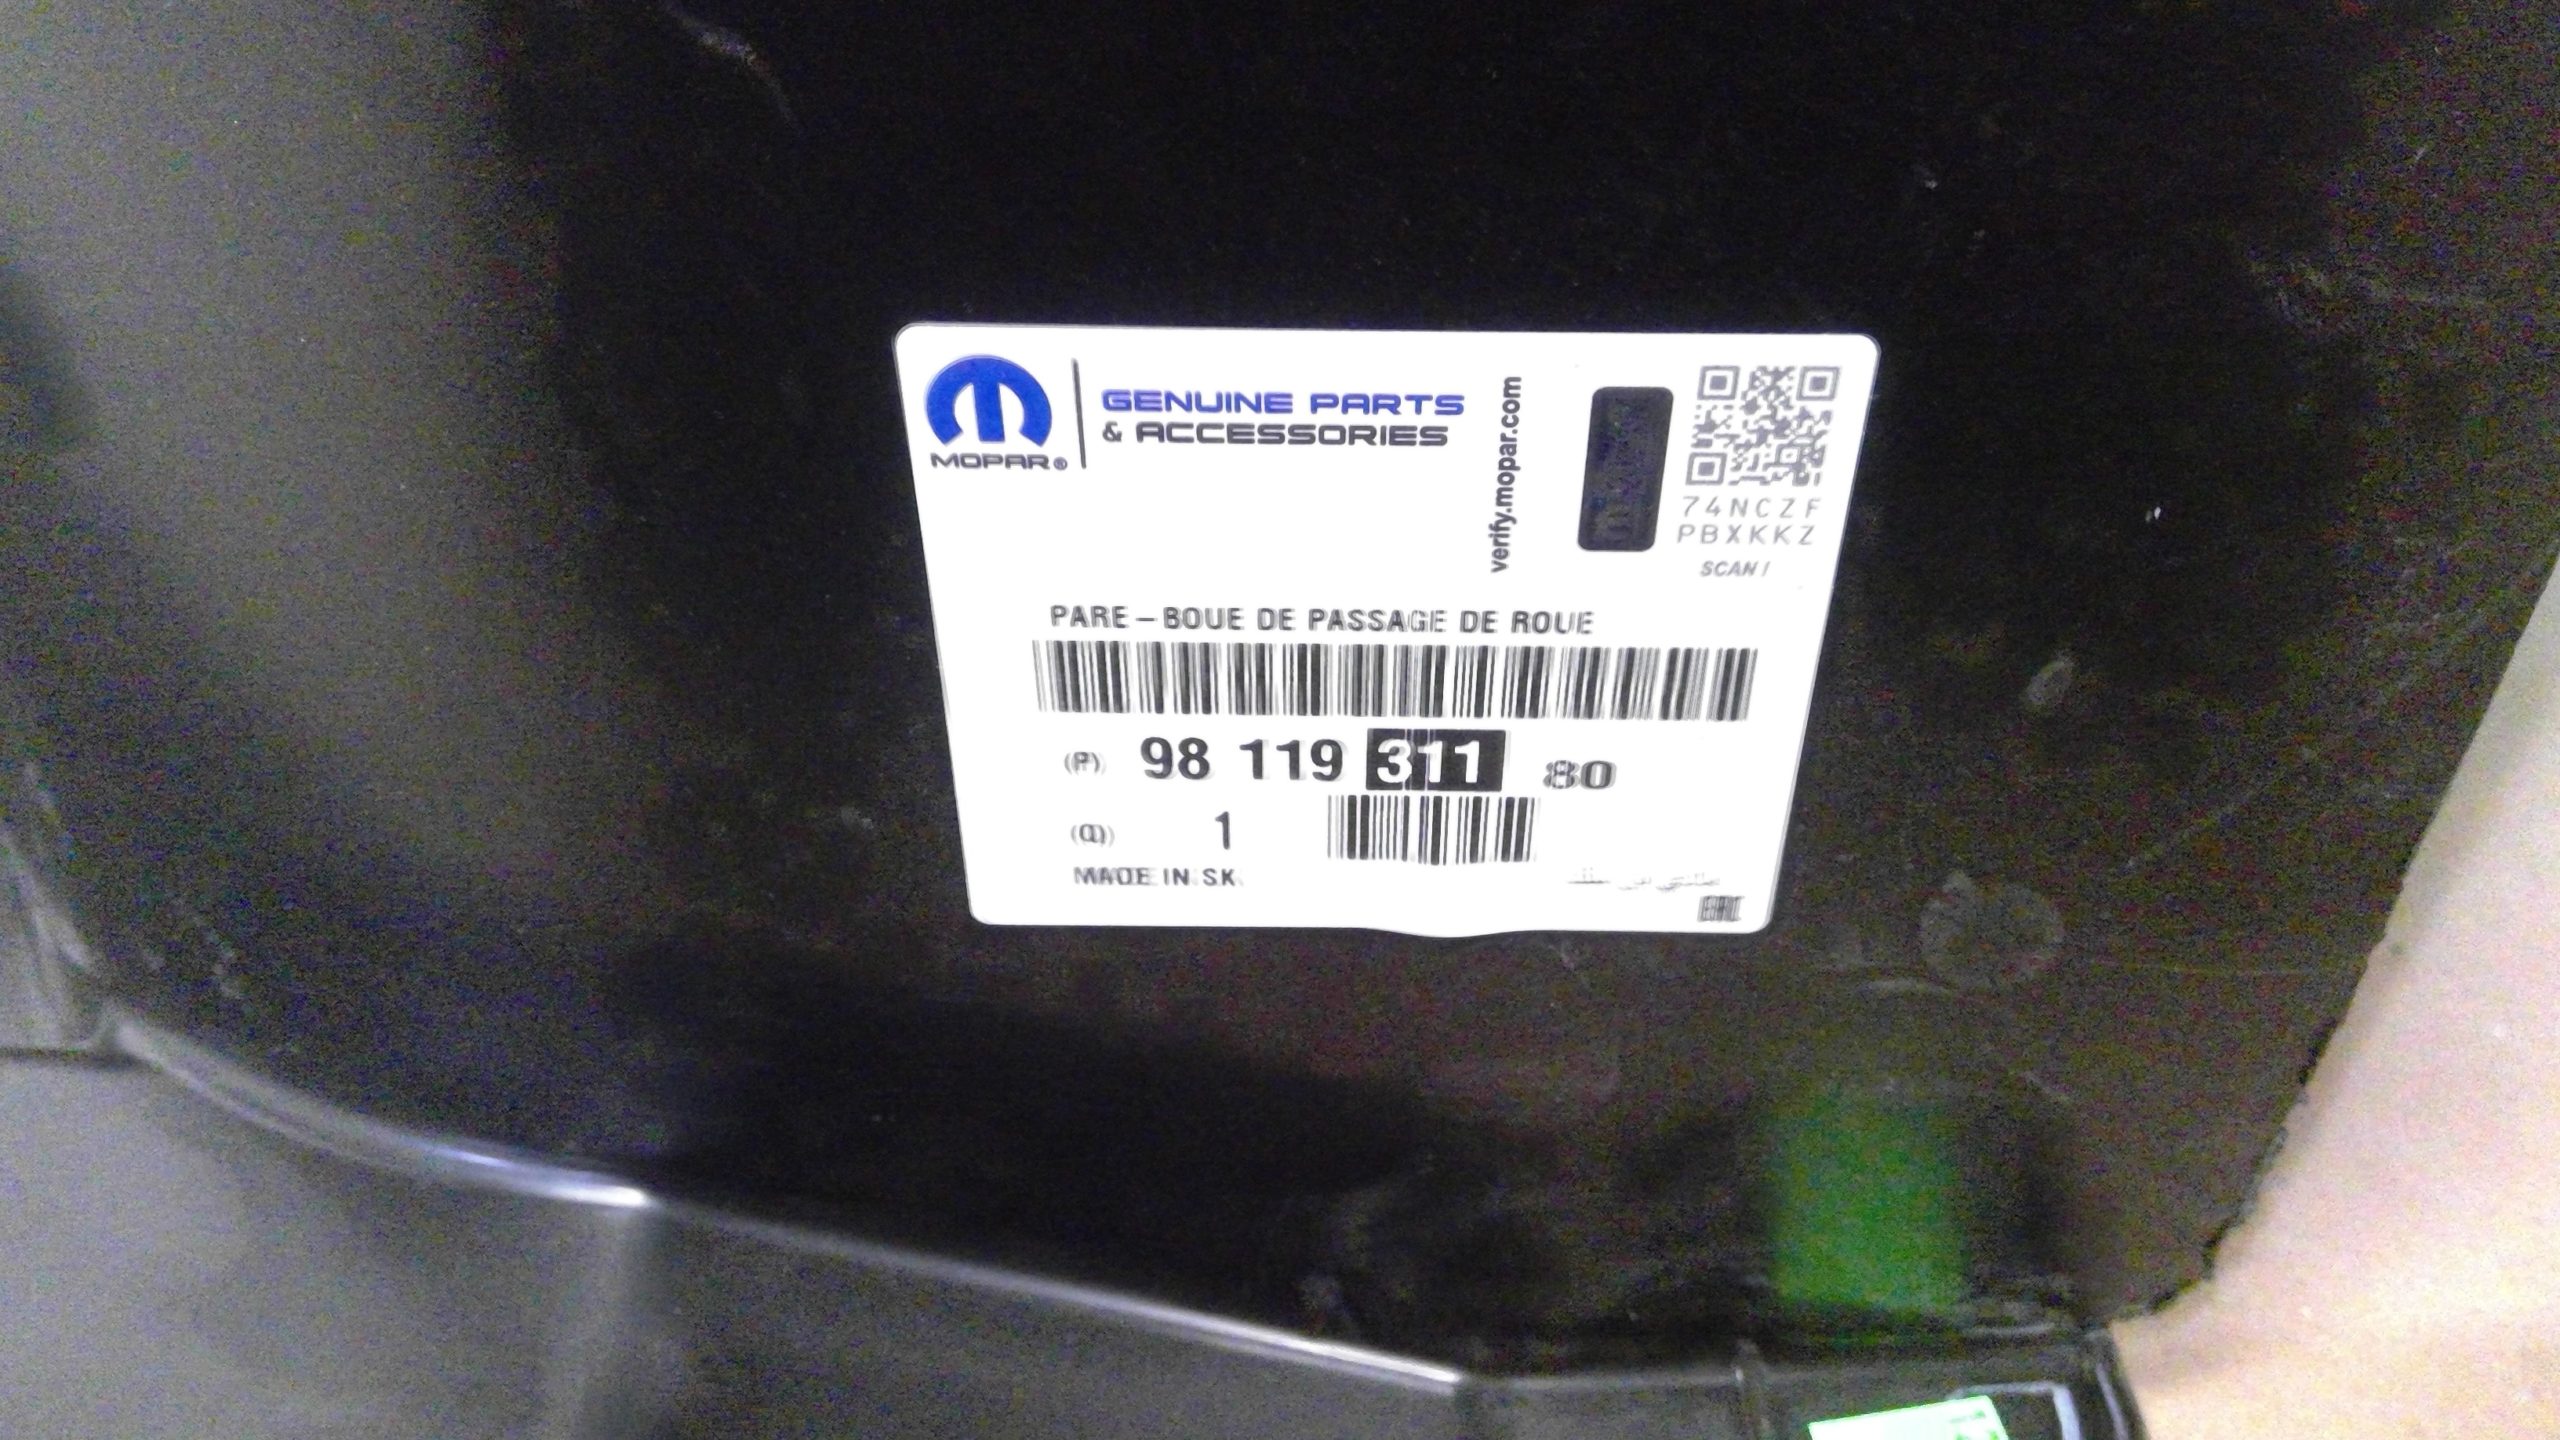 GENUINE PARTS
& ACCESSORIES
MOPAR®
verify.mopar.com
74NCZF
PBXKKZ
SCAN!
PARE-BOUE DE PASSAGE DE ROUE
(P) 98 119 311 80
(Q) 1
MADE IN SK
EAC